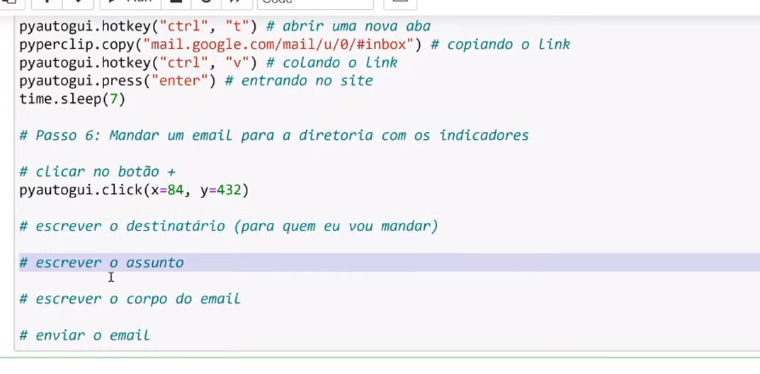 pyautogui.hotkey("ctrl", "t") # abrir uma nova aba
pyperclip.copy("mail.google.com/mail/u/0/#inbox") # copiando o link
pyautogui.hotkey("ctrl", "v") # colando o link
pyautogui.press("enter") # entrando no site
time.sleep(7)
# Passo 6: Mandar um email para a diretoria com os indicadores
# clicar no botão +
pyautogui.click(x=84, y=432)
# escrever o destinatário (para quem eu vou mandar)
# escrever o assunto
# escrever o corpo do email
# enviar o email